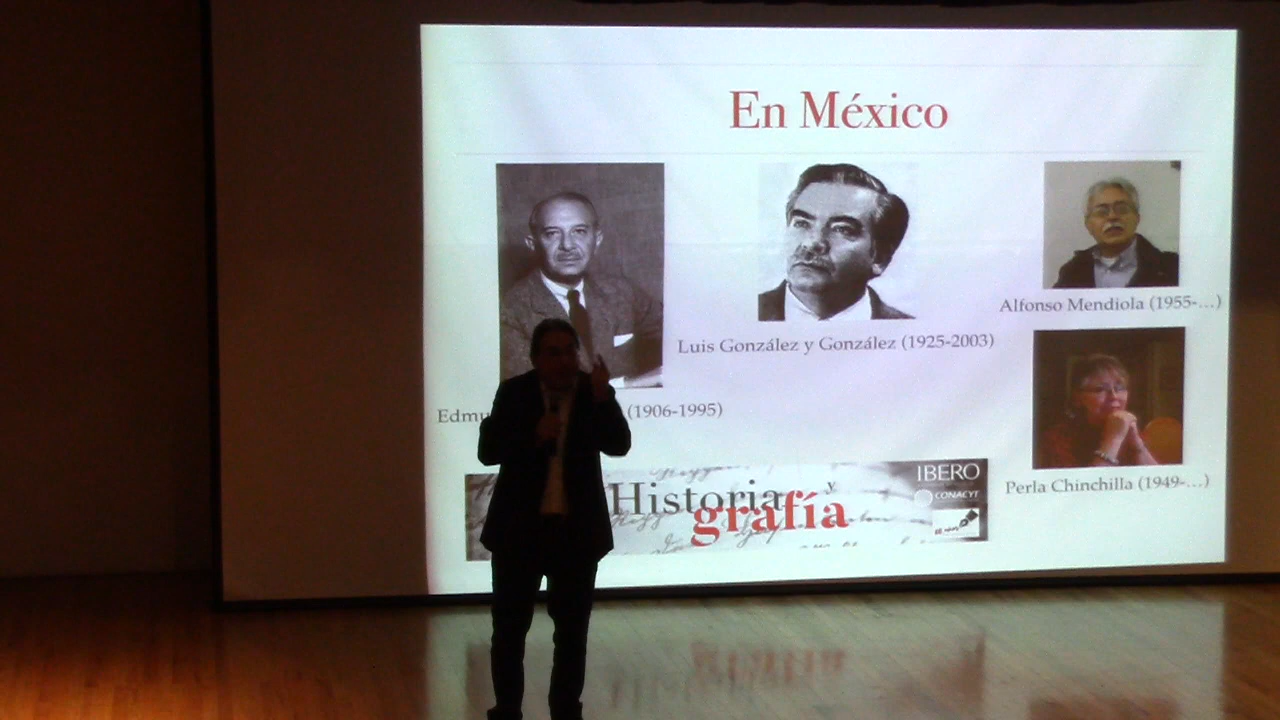 En México
Alfonso Mendiola (1955-...)
Luis González y González (1925-2003)
Edmu (1906-1995)
Perla Chinchilla (1949-...)
IBERO
CONACYT
Historia y
grafía